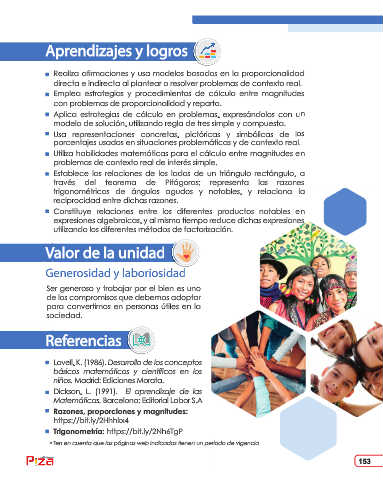 Aprendizajes y logros
Realiza afirmaciones y usa modelos basados en la proporcionalidad
directa e indirecta al plantear o resolver problemas de contexto real.
Emplea estrategias y procedimientos de cálculo entre magnitudes
con problemas de proporcionalidad y reparto.
Aplica estrategias de cálculo en problemas, expresándolos con un
modelo de solución, utilizando regla de tres simple y compuesta.
Usa representaciones concretas, pictóricas y simbólicas de los
porcentajes usados en situaciones problemáticas y de contexto real.
Utiliza habilidades matemáticas para el cálculo entre magnitudes en
problemas de contexto real de interés simple.
Establece las relaciones de los lados de un triángulo rectángulo, a
través del teorema de Pitágoras; representa las razones
trigonométricas de ángulos agudos y notables, y relaciona la
reciprocidad entre dichas razones.
Constituye relaciones entre los diferentes productos notables en
expresiones algebraicas, y al mismo tiempo reduce dichas expresiones
utilizando los diferentes métodos de factorización.
Valor de la unidad
Generosidad y laboriosidad
Ser generoso y trabajar por el bien es uno
de los compromisos que debemos adoptar
para convertirnos en personas útiles en la
sociedad.
Referencias
Lovell, K. (1986). Desarrollo de los conceptos
básicos matemáticos y científicos en los
niños. Madrid: Ediciones Morata.
Dickson, L. (1991). El aprendizaje de las
Matemáticas. Barcelona: Editorial Labor S.A
Razones, proporciones y magnitudes:
Trigonometría: https://bit.ly/2Nh6TgP
• Ten en cuenta que las páginas web indicadas tienen un periodo de vigencia
153